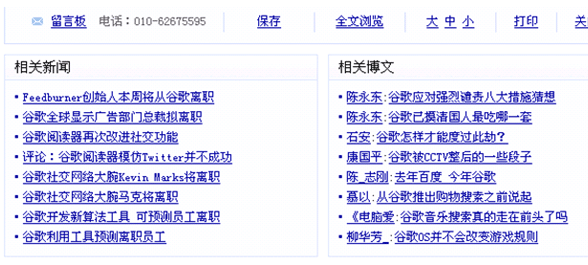 留言板 电话：010-62675595 保存 全文浏览 大 中 小 打印 关
相关新闻
Feedburner创始人本周将从谷歌离职
谷歌全球显示广告部门总裁拟离职
谷歌阅读器再次改进社交功能
评论：谷歌阅读器模仿Twitter并不成功
谷歌社交网络大腕Kevin Marks将离职
谷歌社交网络大腕马克将离职
谷歌开发新算法工具 可预测员工离职
谷歌利用工具预测离职员工
相关博文
陈永东:谷歌应对强烈谴责八大措施猜想
陈永东:谷歌已摸清国人最吃哪一套
石安:谷歌怎样才能度过此劫？
康国平:谷歌被CCTV整后的一些段子
陈_志刚:去年百度 今年谷歌
聂以:从谷歌推出购物搜索之前说起
《电脑爱:谷歌音乐搜索真的走在前头了吗
柳华芳_:谷歌OS并不会改变游戏规则